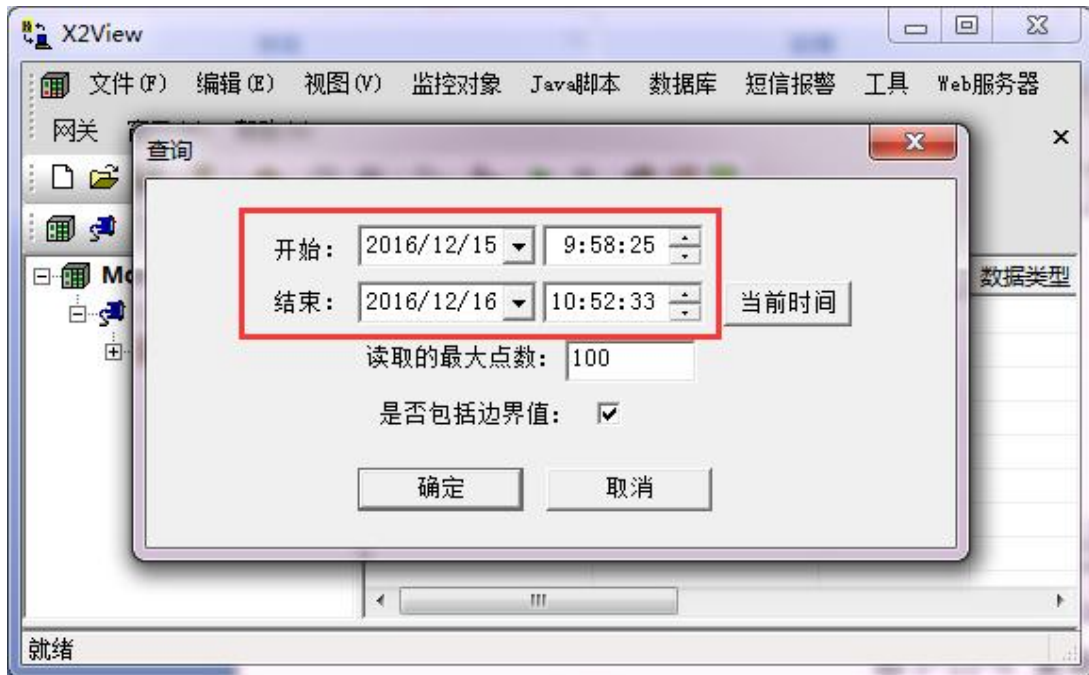 X2View
文件(F) 编辑(E) 视图(V) 监控对象 Java脚本 数据库 短信报警 工具 Web服务器
网关
查询
开始: 2016/12/15 9:58:25
结束: 2016/12/16 10:52:33 当前时间
数据类型
读取的最大点数: 100
是否包括边界值:
确定 取消
就绪